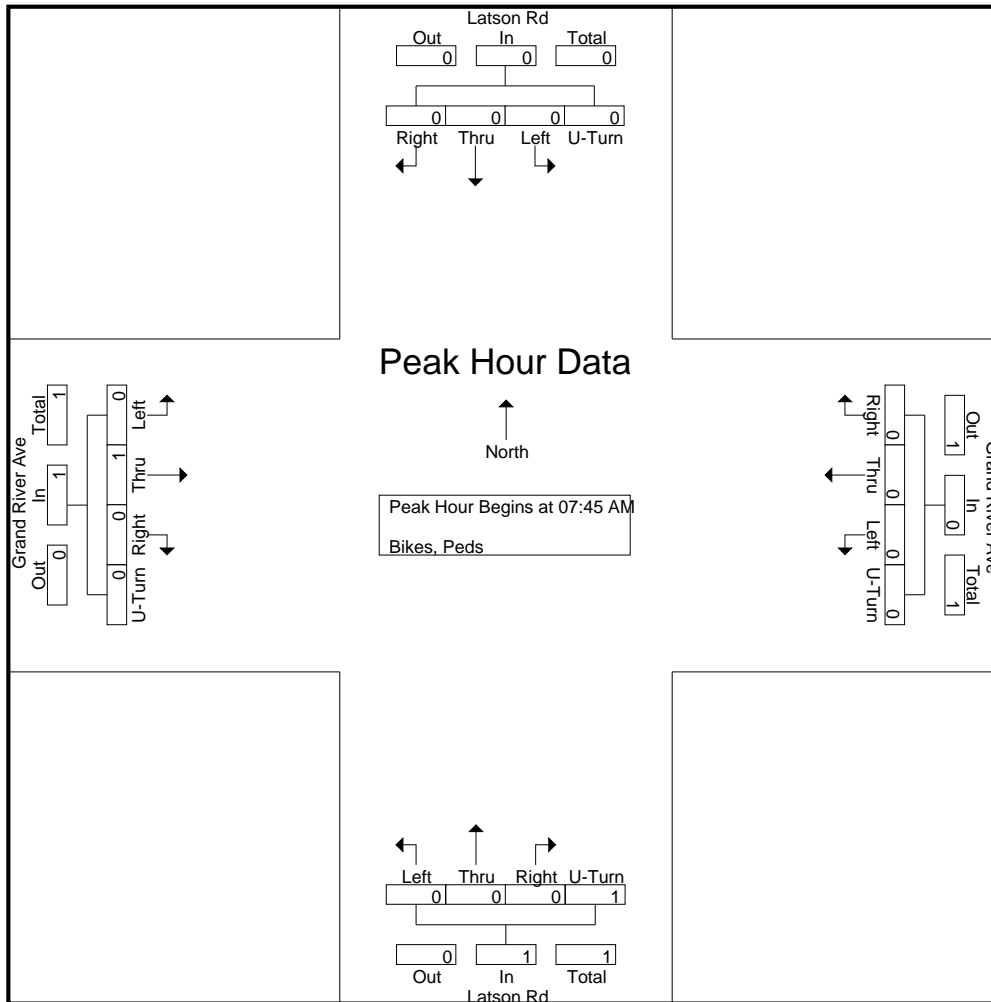 Latson Rd
Out In Total
0 0 0
0 0 0 0
Right Thru Left U-Turn
Peak Hour Data
North
Peak Hour Begins at 07:45 AM
Bikes, Peds
Grand River Ave
Out In Total
0 1 1
0 1 0 0
Left Thru Right U-Turn
Grand River Ave
Out In Total
1 0 1
0 0 0 0
Right Thru Left U-Turn
Left Thru Right U-Turn
0 0 0 1
0 1 1
Out In Total
Latson Rd